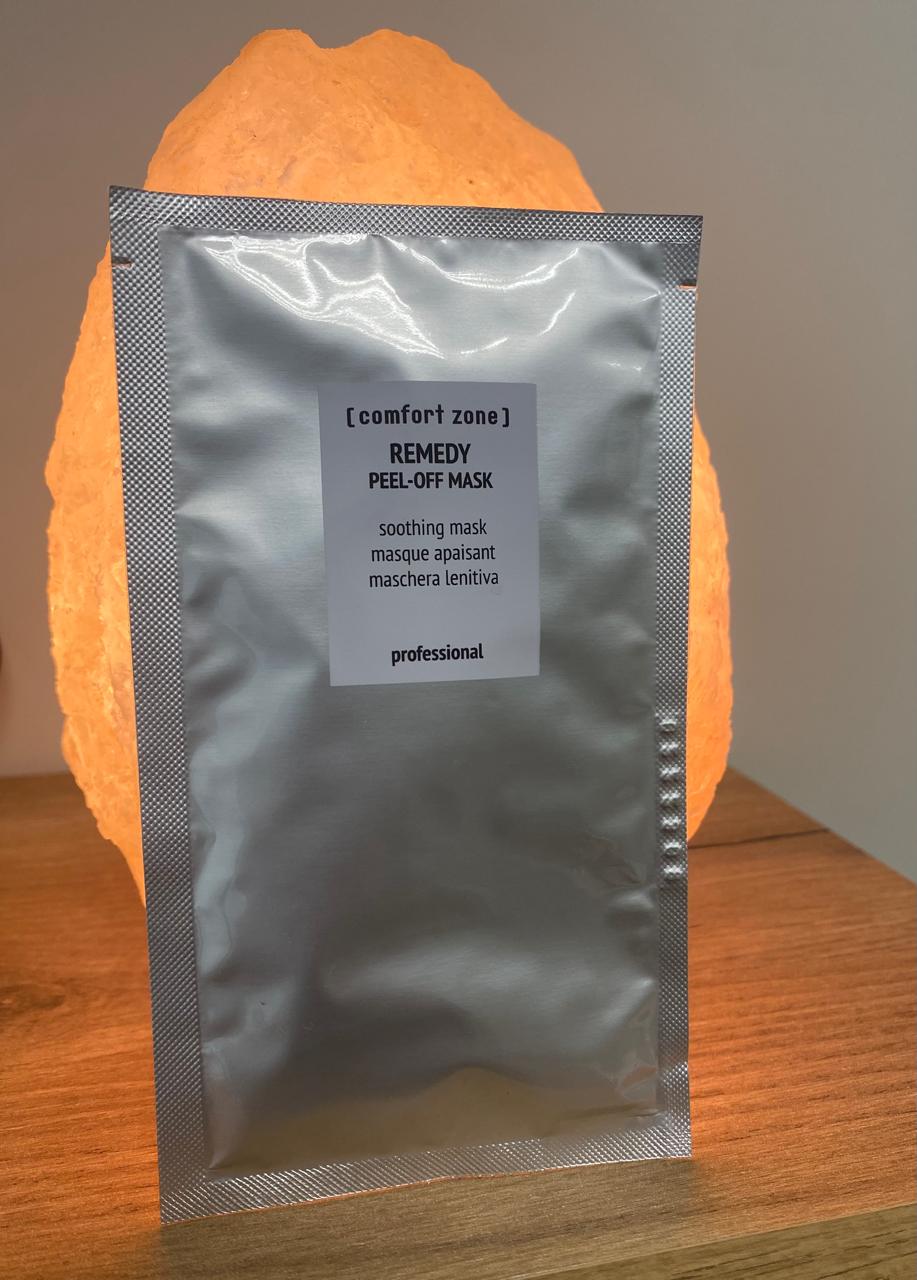 [comfort zone]
REMEDY
PEEL-OFF MASK
soothing mask
masque apaisant
maschera lenitiva
professional